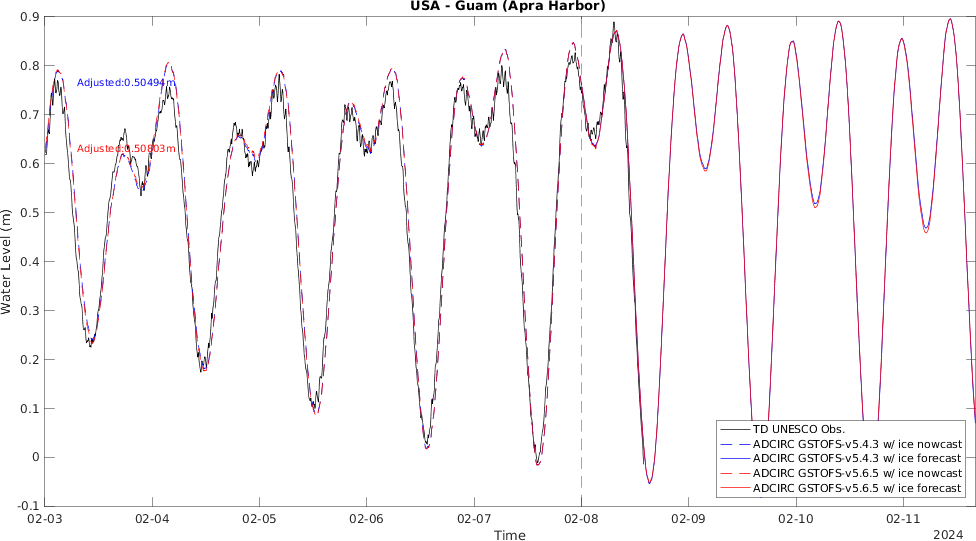 USA - Guam (Apra Harbor)
0.9
0.8
0.7
0.6
0.5
0.4
0.3
0.2
0.1
0
-0.1
Water Level (m)
Adjusted:0.50494m
Adjusted:0.50803m
TD UNESCO Obs.
ADCIRC GSTOFS-v5.4.3 w/ ice nowcast
ADCIRC GSTOFS-v5.4.3 w/ ice forecast
ADCIRC GSTOFS-v5.6.5 w/ ice nowcast
ADCIRC GSTOFS-v5.6.5 w/ ice forecast
02-03 02-04 02-05 02-06 02-07 02-08 02-09 02-10 02-11
Time
2024